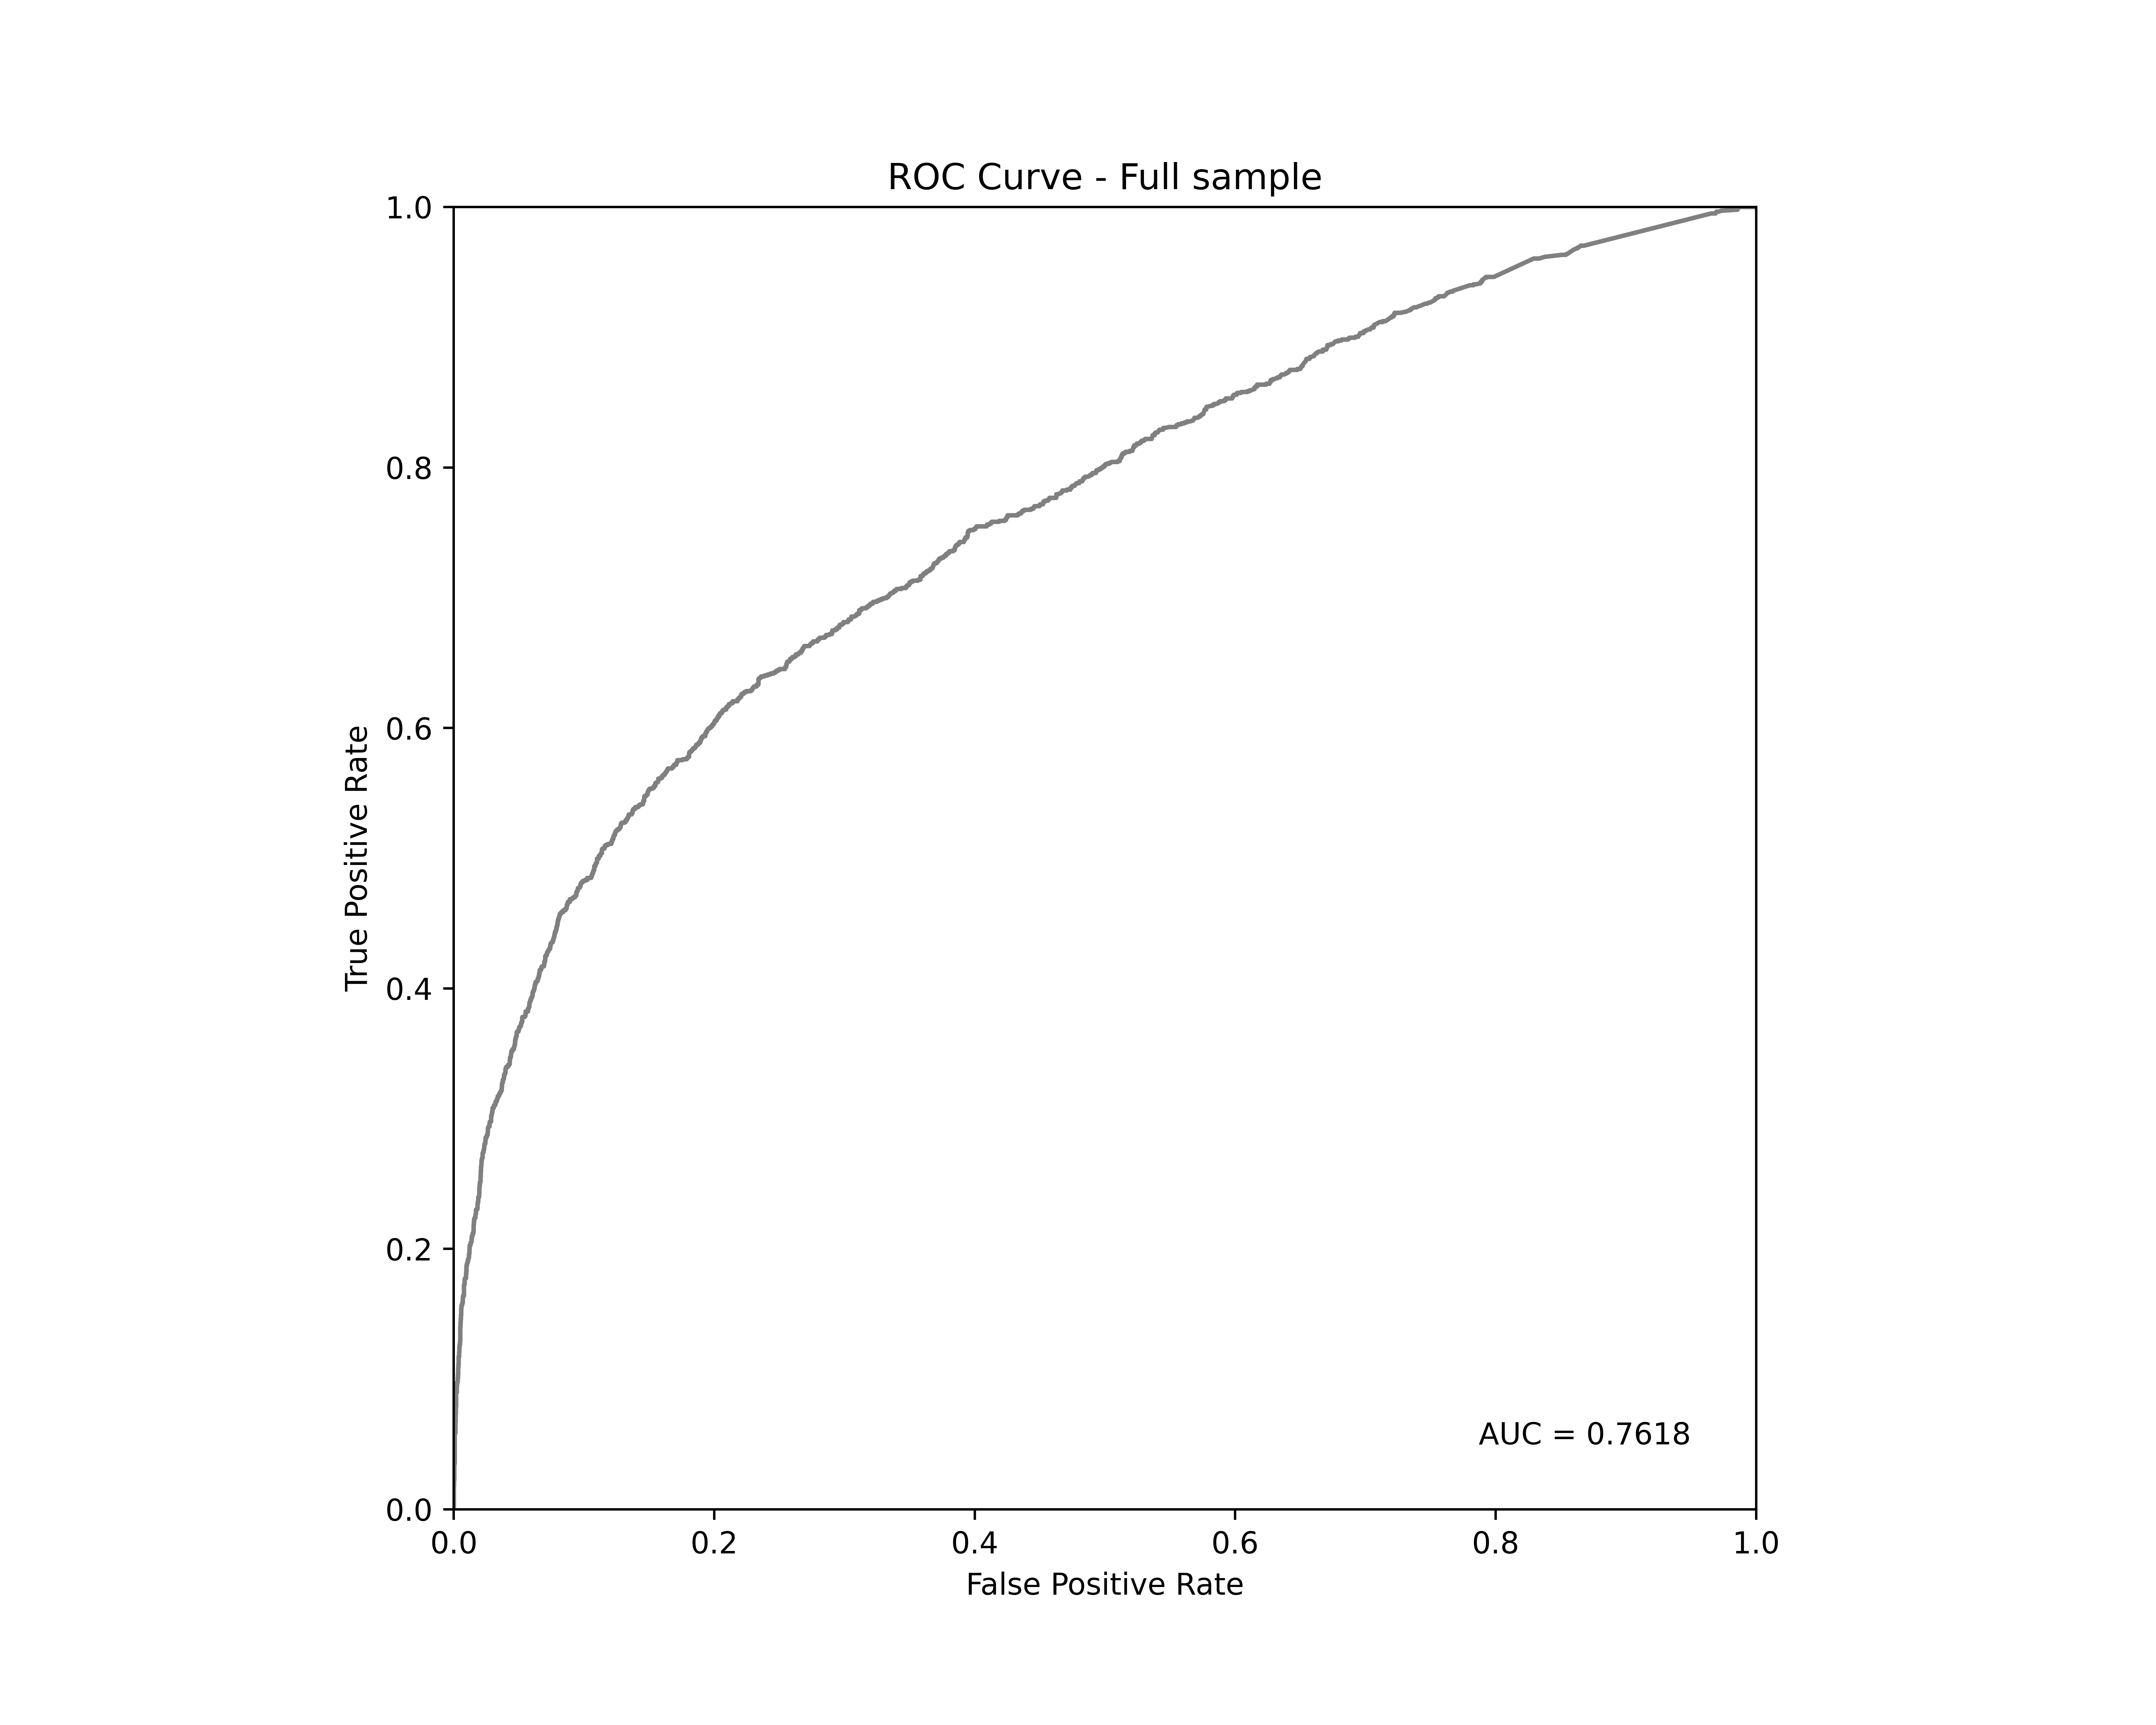 ROC Curve - Full sample
1.0
0.8
0.6
0.4
0.2
0.0
True Positive Rate
AUC = 0.7618
0.0 0.2 0.4 0.6 0.8 1.0
False Positive Rate